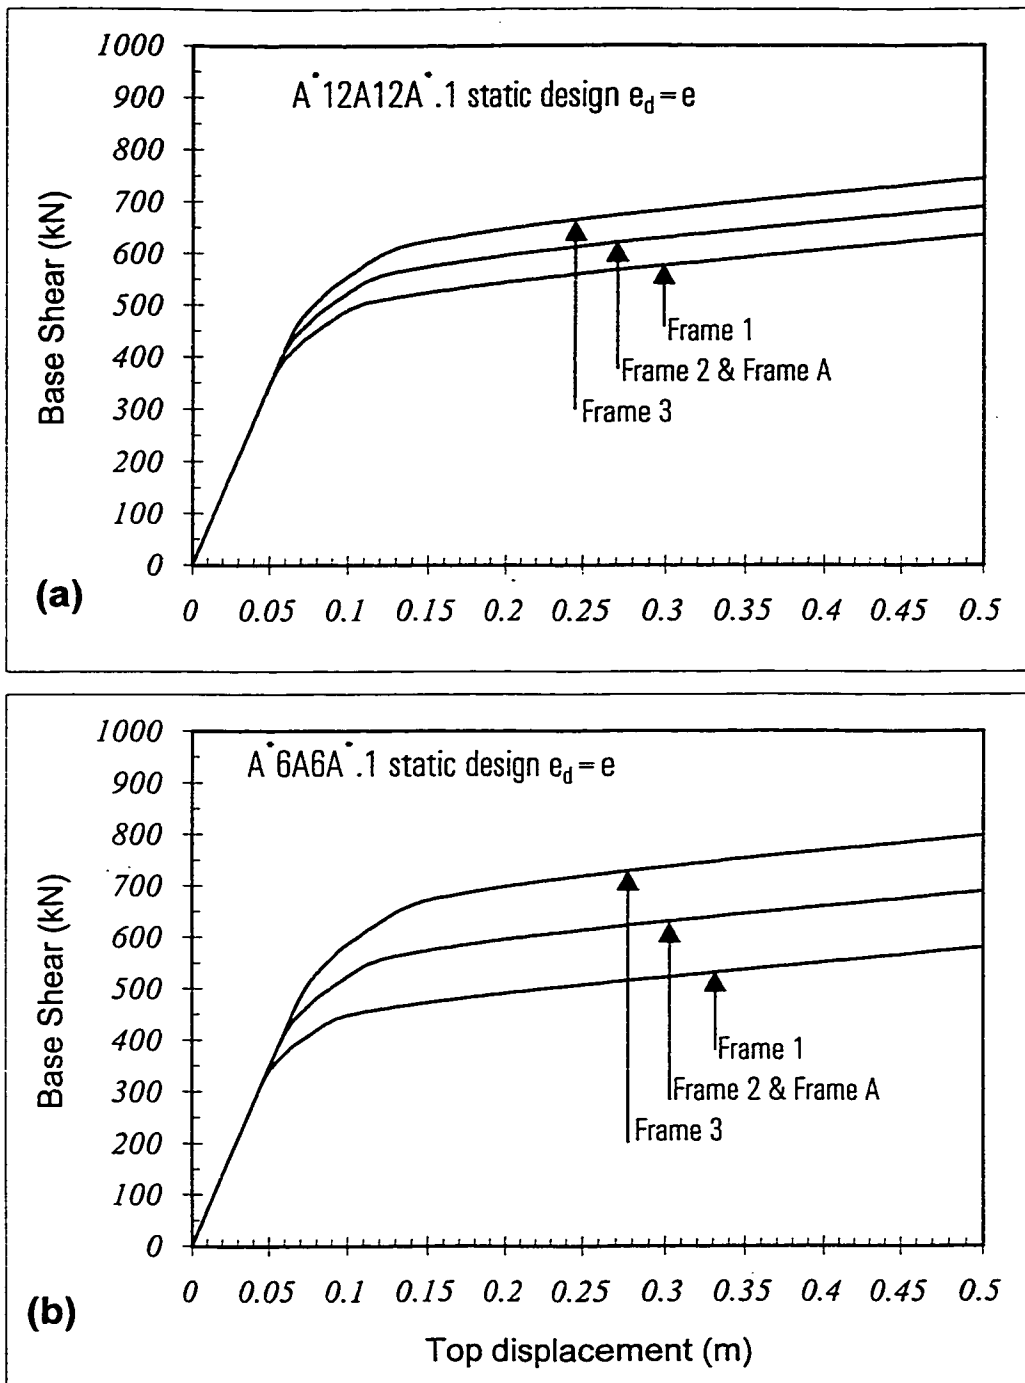 1000
900
800
700
600
500
400
300
200
100
0
Base Shear (kN)
A*12A12A*.1 static design e_d = e
Frame 1
Frame 2 & Frame A
Frame 3
(a)
0 0.05 0.1 0.15 0.2 0.25 0.3 0.35 0.4 0.45 0.5
1000
900
800
700
600
500
400
300
200
100
0
Base Shear (kN)
A*6A6A*.1 static design e_d = e
Frame 1
Frame 2 & Frame A
Frame 3
(b)
0 0.05 0.1 0.15 0.2 0.25 0.3 0.35 0.4 0.45 0.5
Top displacement (m)